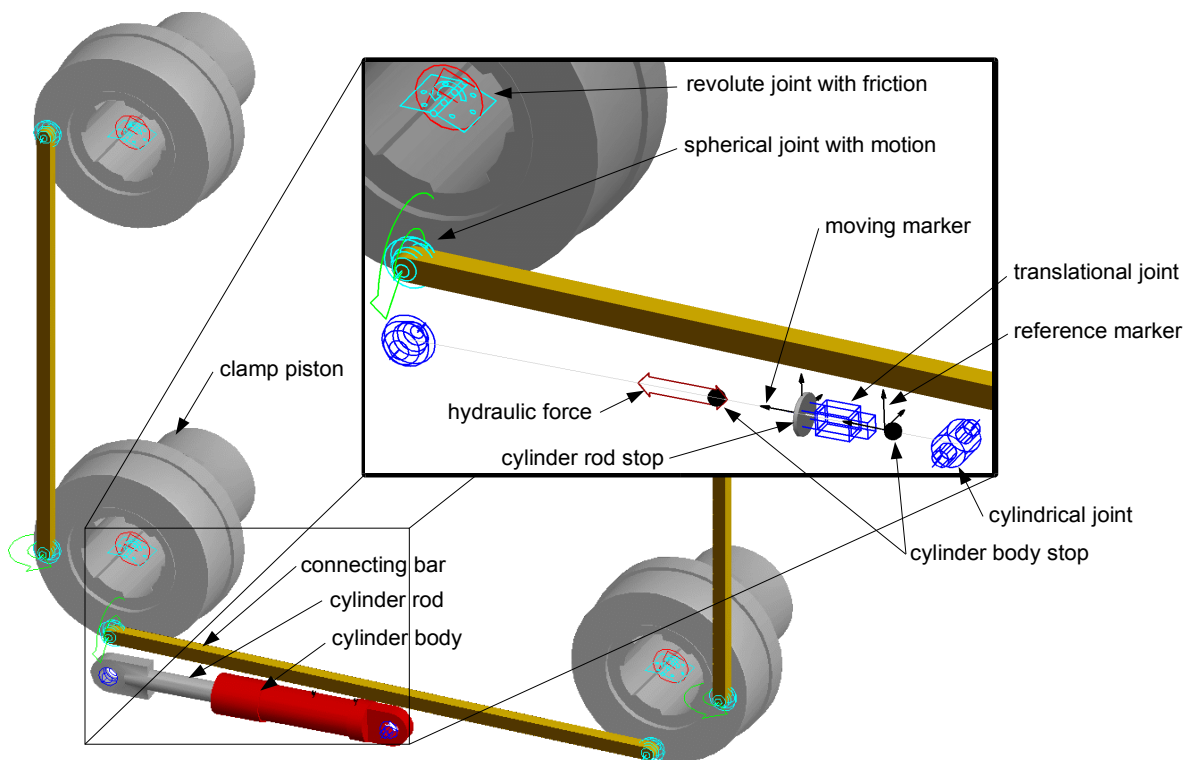 revolute joint with friction
spherical joint with motion
moving marker
translational joint
reference marker
clamp piston
hydraulic force
cylinder rod stop
cylindrical joint
cylinder body stop
connecting bar
cylinder rod
cylinder body